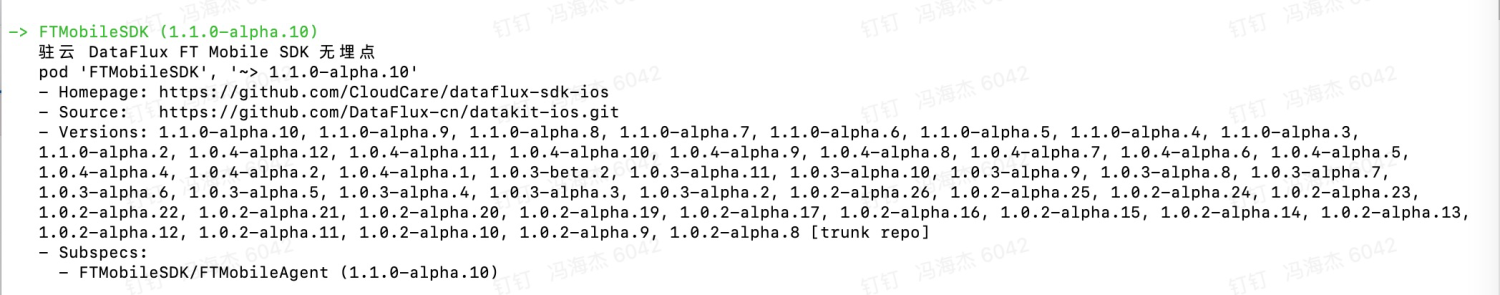 -> FTMobileSDK (1.1.0-alpha.10)
驻云 DataFlux FT Mobile SDK 无埋点
pod 'FTMobileSDK', '~> 1.1.0-alpha.10'
- Homepage: https://github.com/CloudCare/dataflux-sdk-ios
- Source:   https://github.com/DataFlux-cn/datakit-ios.git
- Versions: 1.1.0-alpha.10, 1.1.0-alpha.9, 1.1.0-alpha.8, 1.1.0-alpha.7, 1.1.0-alpha.6, 1.1.0-alpha.5, 1.1.0-alpha.4, 1.1.0-alpha.3,
1.1.0-alpha.2, 1.0.4-alpha.12, 1.0.4-alpha.11, 1.0.4-alpha.10, 1.0.4-alpha.9, 1.0.4-alpha.8, 1.0.4-alpha.7, 1.0.4-alpha.6, 1.0.4-alpha.5,
1.0.4-alpha.4, 1.0.4-alpha.2, 1.0.4-alpha.1, 1.0.3-beta.2, 1.0.3-alpha.11, 1.0.3-alpha.10, 1.0.3-alpha.9, 1.0.3-alpha.8, 1.0.3-alpha.7,
1.0.3-alpha.6, 1.0.3-alpha.5, 1.0.3-alpha.4, 1.0.3-alpha.3, 1.0.3-alpha.2, 1.0.2-alpha.26, 1.0.2-alpha.25, 1.0.2-alpha.24, 1.0.2-alpha.23,
1.0.2-alpha.22, 1.0.2-alpha.21, 1.0.2-alpha.20, 1.0.2-alpha.19, 1.0.2-alpha.17, 1.0.2-alpha.16, 1.0.2-alpha.15, 1.0.2-alpha.14, 1.0.2-alpha.13,
1.0.2-alpha.12, 1.0.2-alpha.11, 1.0.2-alpha.10, 1.0.2-alpha.9, 1.0.2-alpha.8 [trunk repo]
- Subspecs:
- FTMobileSDK/FTMobileAgent (1.1.0-alpha.10)
钉钉 冯海杰 6042